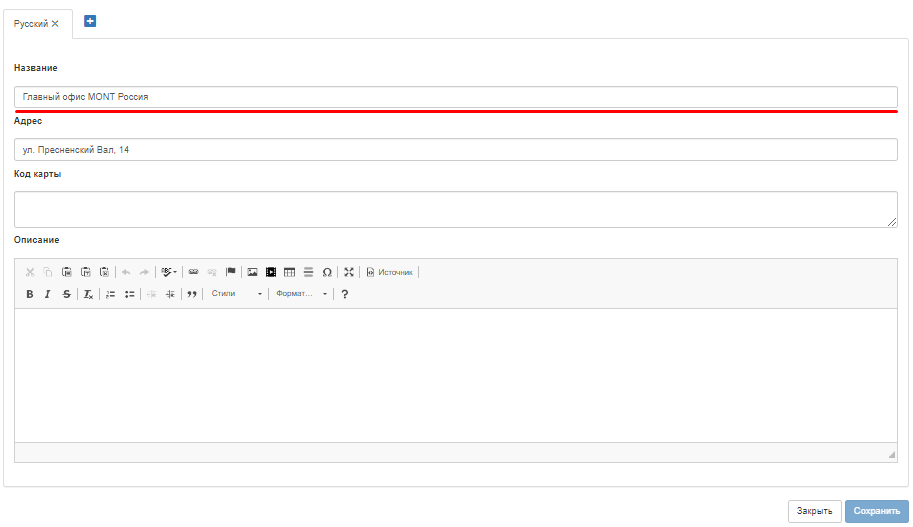 Русский
Название
Главный офис MONT Россия
Адрес
ул. Пресненский Вал, 14
Код карты
Описание
Источник
B I S Ix Стили Формат... ?
Закрыть Сохранить